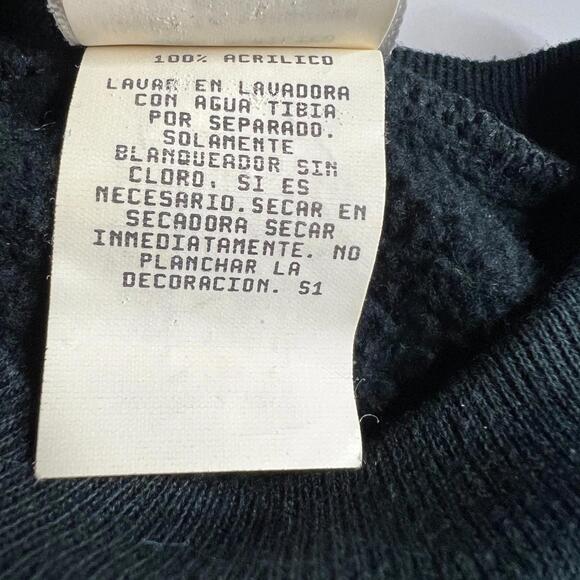 100% ACRILICO
LAVAR EN LAVADORA
CON AGUA TIBIA
POR SEPARADO.
SOLAMENTE
BLANQUEADOR SIN
CLORO. SI ES
NECESARIO.SECAR EN
SECADORA SECAR
INMEDIATAMENTE. NO
PLANCHAR LA
DECORACION. S1